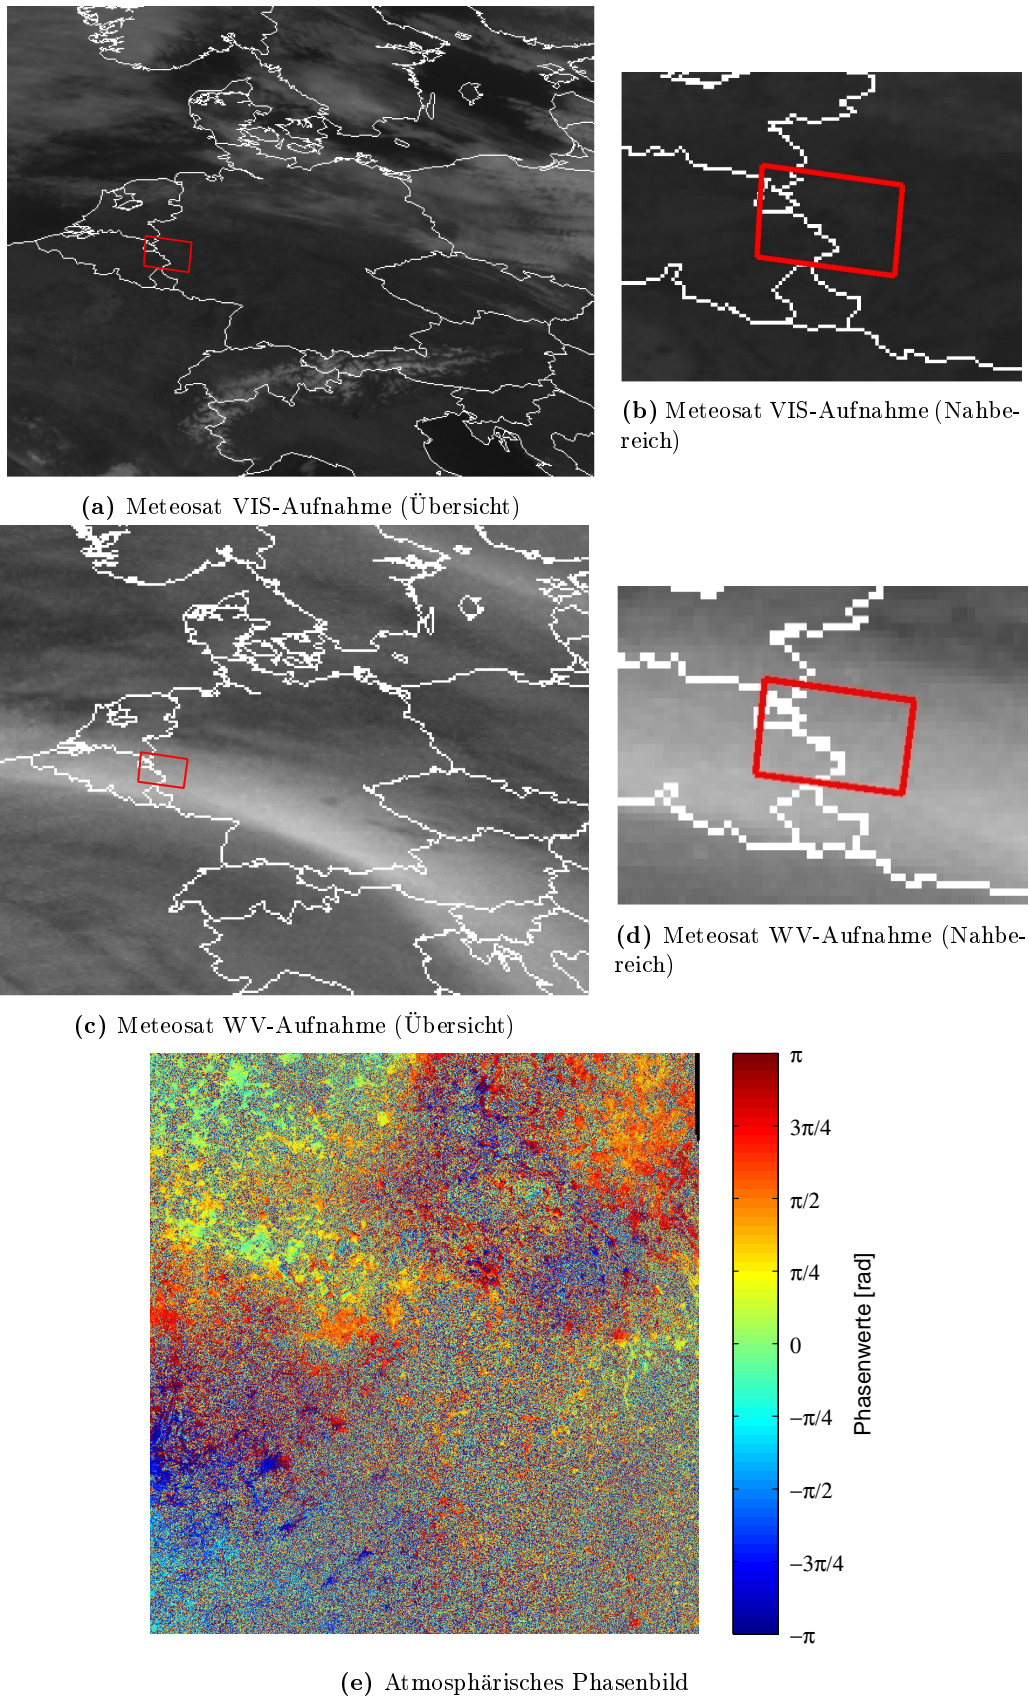 (a) Meteosat VIS-Aufnahme (Übersicht)
(b) Meteosat VIS-Aufnahme (Nahbe-
reich)
(c) Meteosat WV-Aufnahme (Übersicht)
(d) Meteosat WV-Aufnahme (Nahbe-
reich)
π
3π/4
π/2
π/4
0
−π/4
−π/2
−3π/4
−π
Phasenwerte [rad]
(e) Atmosphärisches Phasenbild